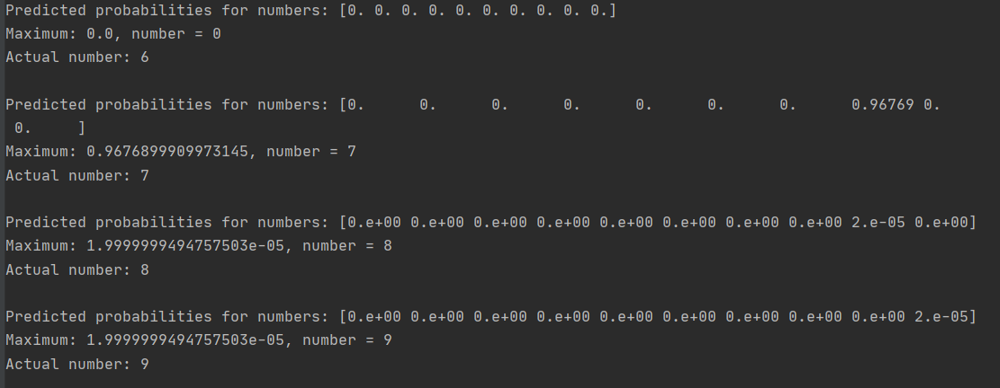 Predicted probabilities for numbers: [0. 0. 0. 0. 0. 0. 0. 0. 0. 0.]
Maximum: 0.0, number = 0
Actual number: 6
Predicted probabilities for numbers: [0.      0.      0.      0.      0.      0.      0.      0.96769 0.
 0.     ]
Maximum: 0.9676899909973145, number = 7
Actual number: 7
Predicted probabilities for numbers: [0.e+00 0.e+00 0.e+00 0.e+00 0.e+00 0.e+00 0.e+00 0.e+00 2.e-05 0.e+00]
Maximum: 1.9999999494757503e-05, number = 8
Actual number: 8
Predicted probabilities for numbers: [0.e+00 0.e+00 0.e+00 0.e+00 0.e+00 0.e+00 0.e+00 0.e+00 0.e+00 2.e-05]
Maximum: 1.9999999494757503e-05, number = 9
Actual number: 9